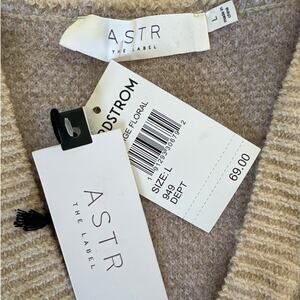 ASTR
THE LABEL
L
RDSTROM
GE FLORAL
SIZE: L
949
DEPT
69.00
ASTR
THE LABEL